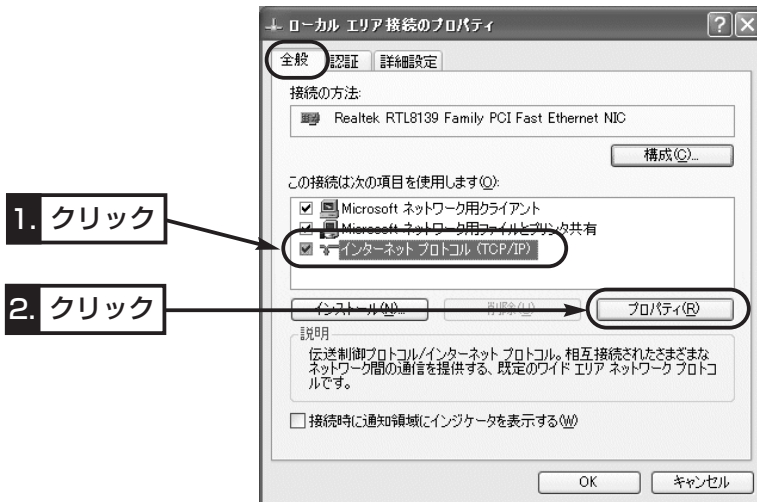 ローカル エリア接続のプロパティ
全般 認証 詳細設定
接続の方法:
Realtek RTL8139 Family PCI Fast Ethernet NIC
構成(C)...
この接続は次の項目を使用します(O):
Microsoft ネットワーク用クライアント
Microsoft ネットワーク用ファイルとプリンタ共有
インターネット プロトコル (TCP/IP)
1. クリック
2. クリック
インストール(N)... 削除(U) プロパティ(R)
説明
伝送制御プロトコル/インターネット プロトコル。相互接続されたさまざまな
ネットワーク間の通信を提供する、既定のワイド エリア ネットワーク プロトコ
ルです。
接続時に通知領域にインジケータを表示する(W)
OK キャンセル